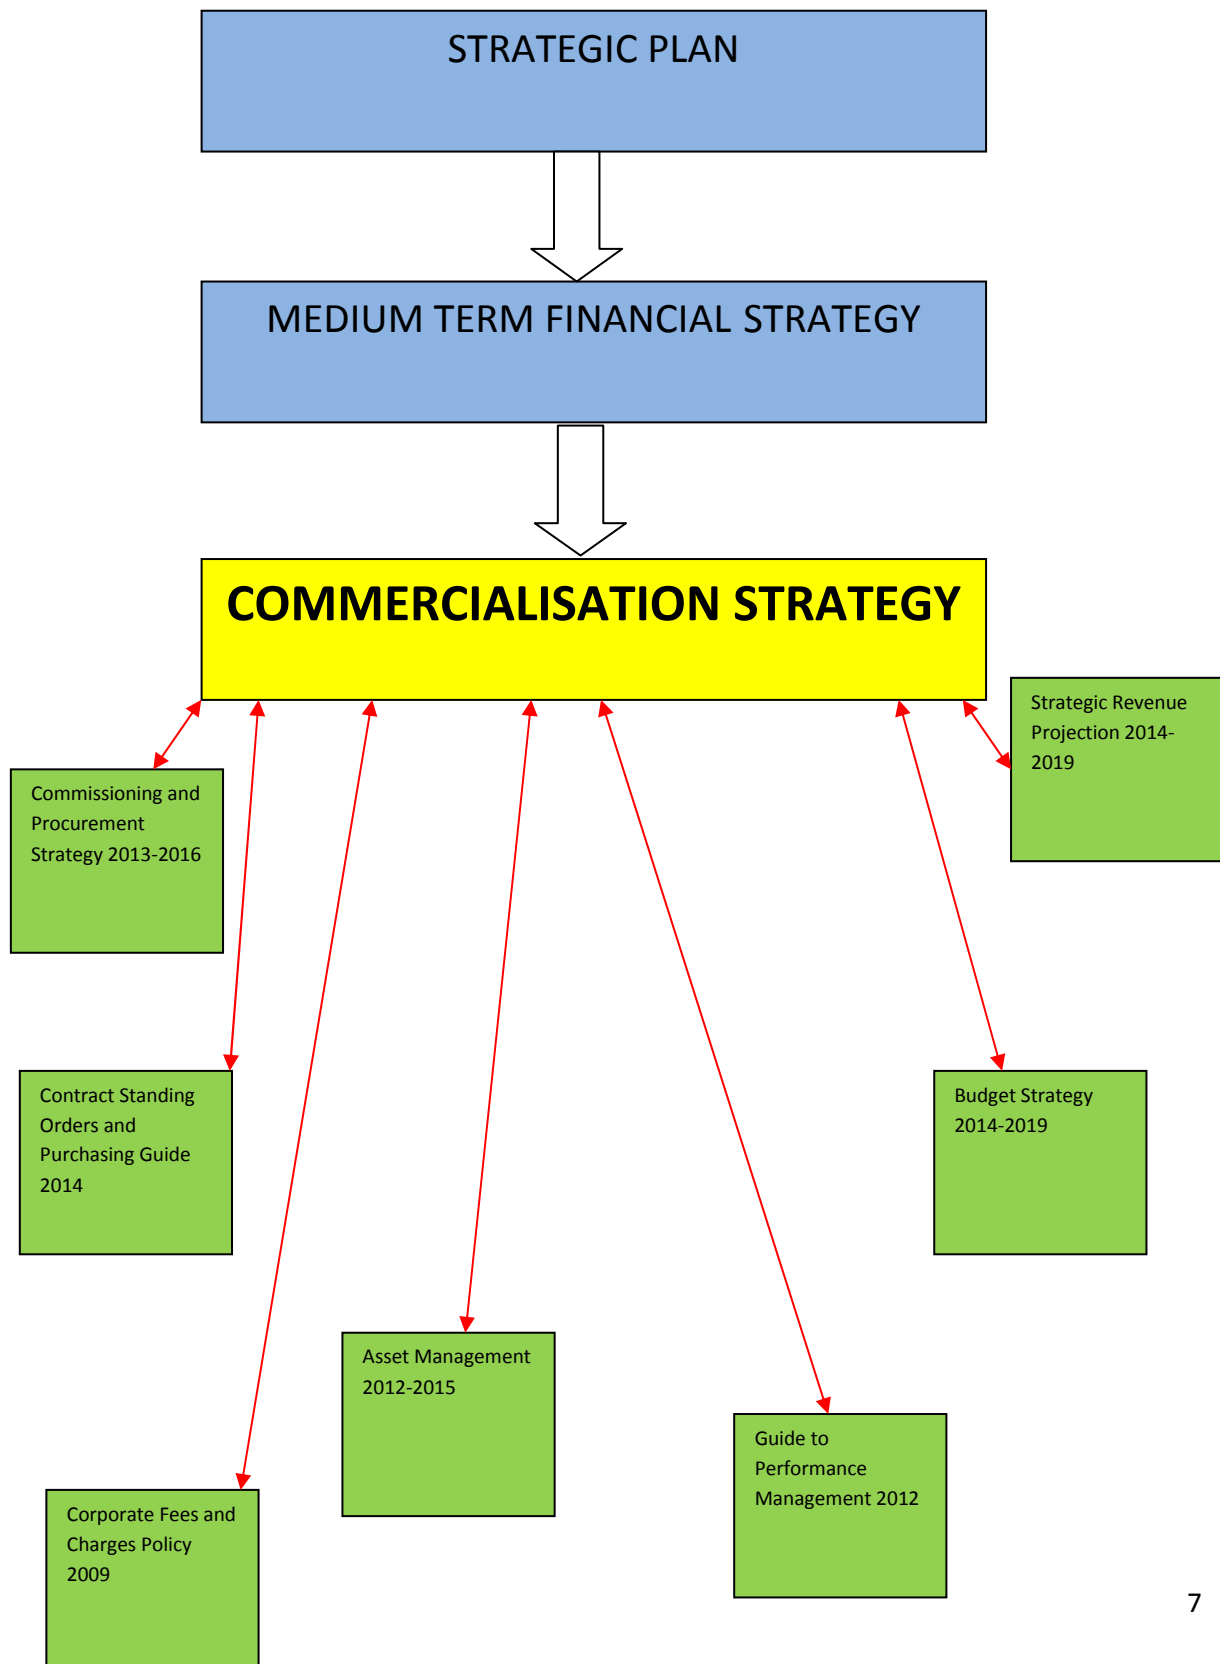 STRATEGIC PLAN
MEDIUM TERM FINANCIAL STRATEGY
COMMERCIALISATION STRATEGY
Strategic Revenue
Projection 2014-
2019
Commissioning and
Procurement
Strategy 2013-2016
Contract Standing
Orders and
Purchasing Guide
2014
Budget Strategy
2014-2019
Asset Management
2012-2015
Guide to
Performance
Management 2012
Corporate Fees and
Charges Policy
2009
7